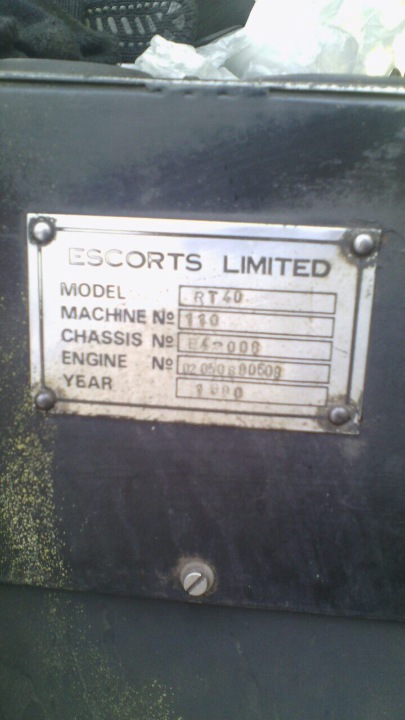 ESCORTS LIMITED
MODEL RT40
MACHINE Nº 110
CHASSIS Nº
ENGINE Nº
YEAR